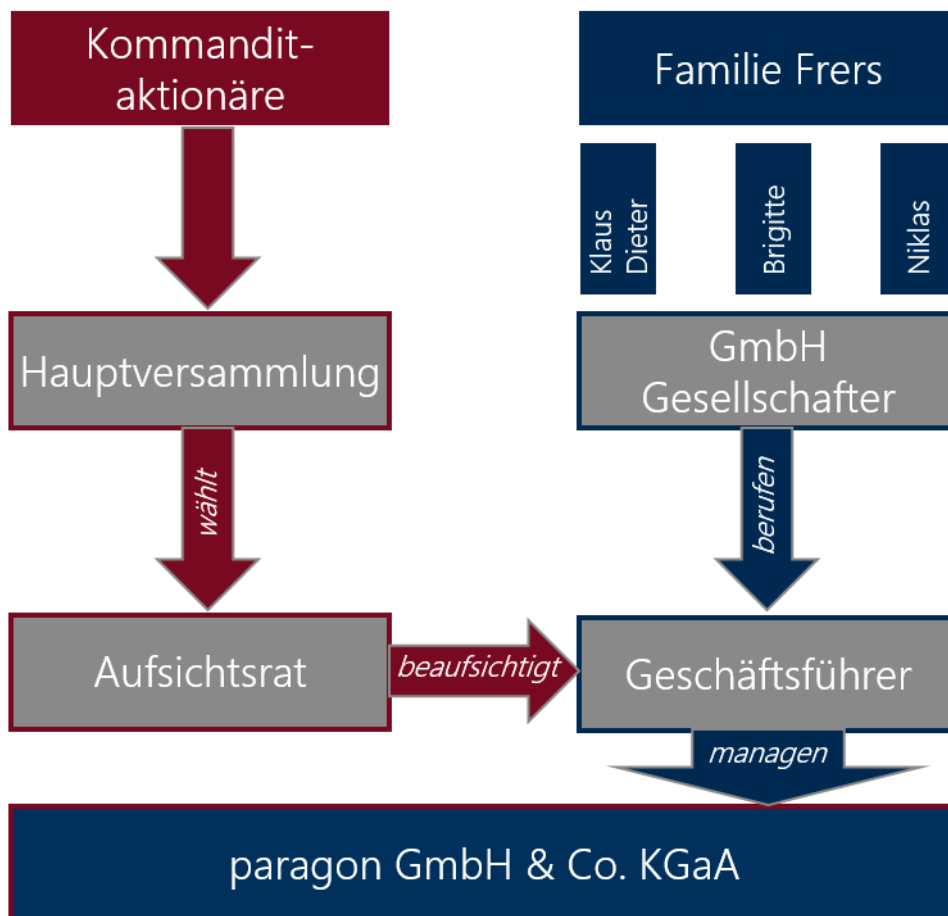 Kommandit-
aktionäre
Familie Frers
Klaus
Dieter
Brigitte
Niklas
Hauptversammlung
GmbH
Gesellschafter
wählt
berufen
Aufsichtsrat
beaufsichtigt
Geschäftsführer
managen
paragon GmbH & Co. KGaA